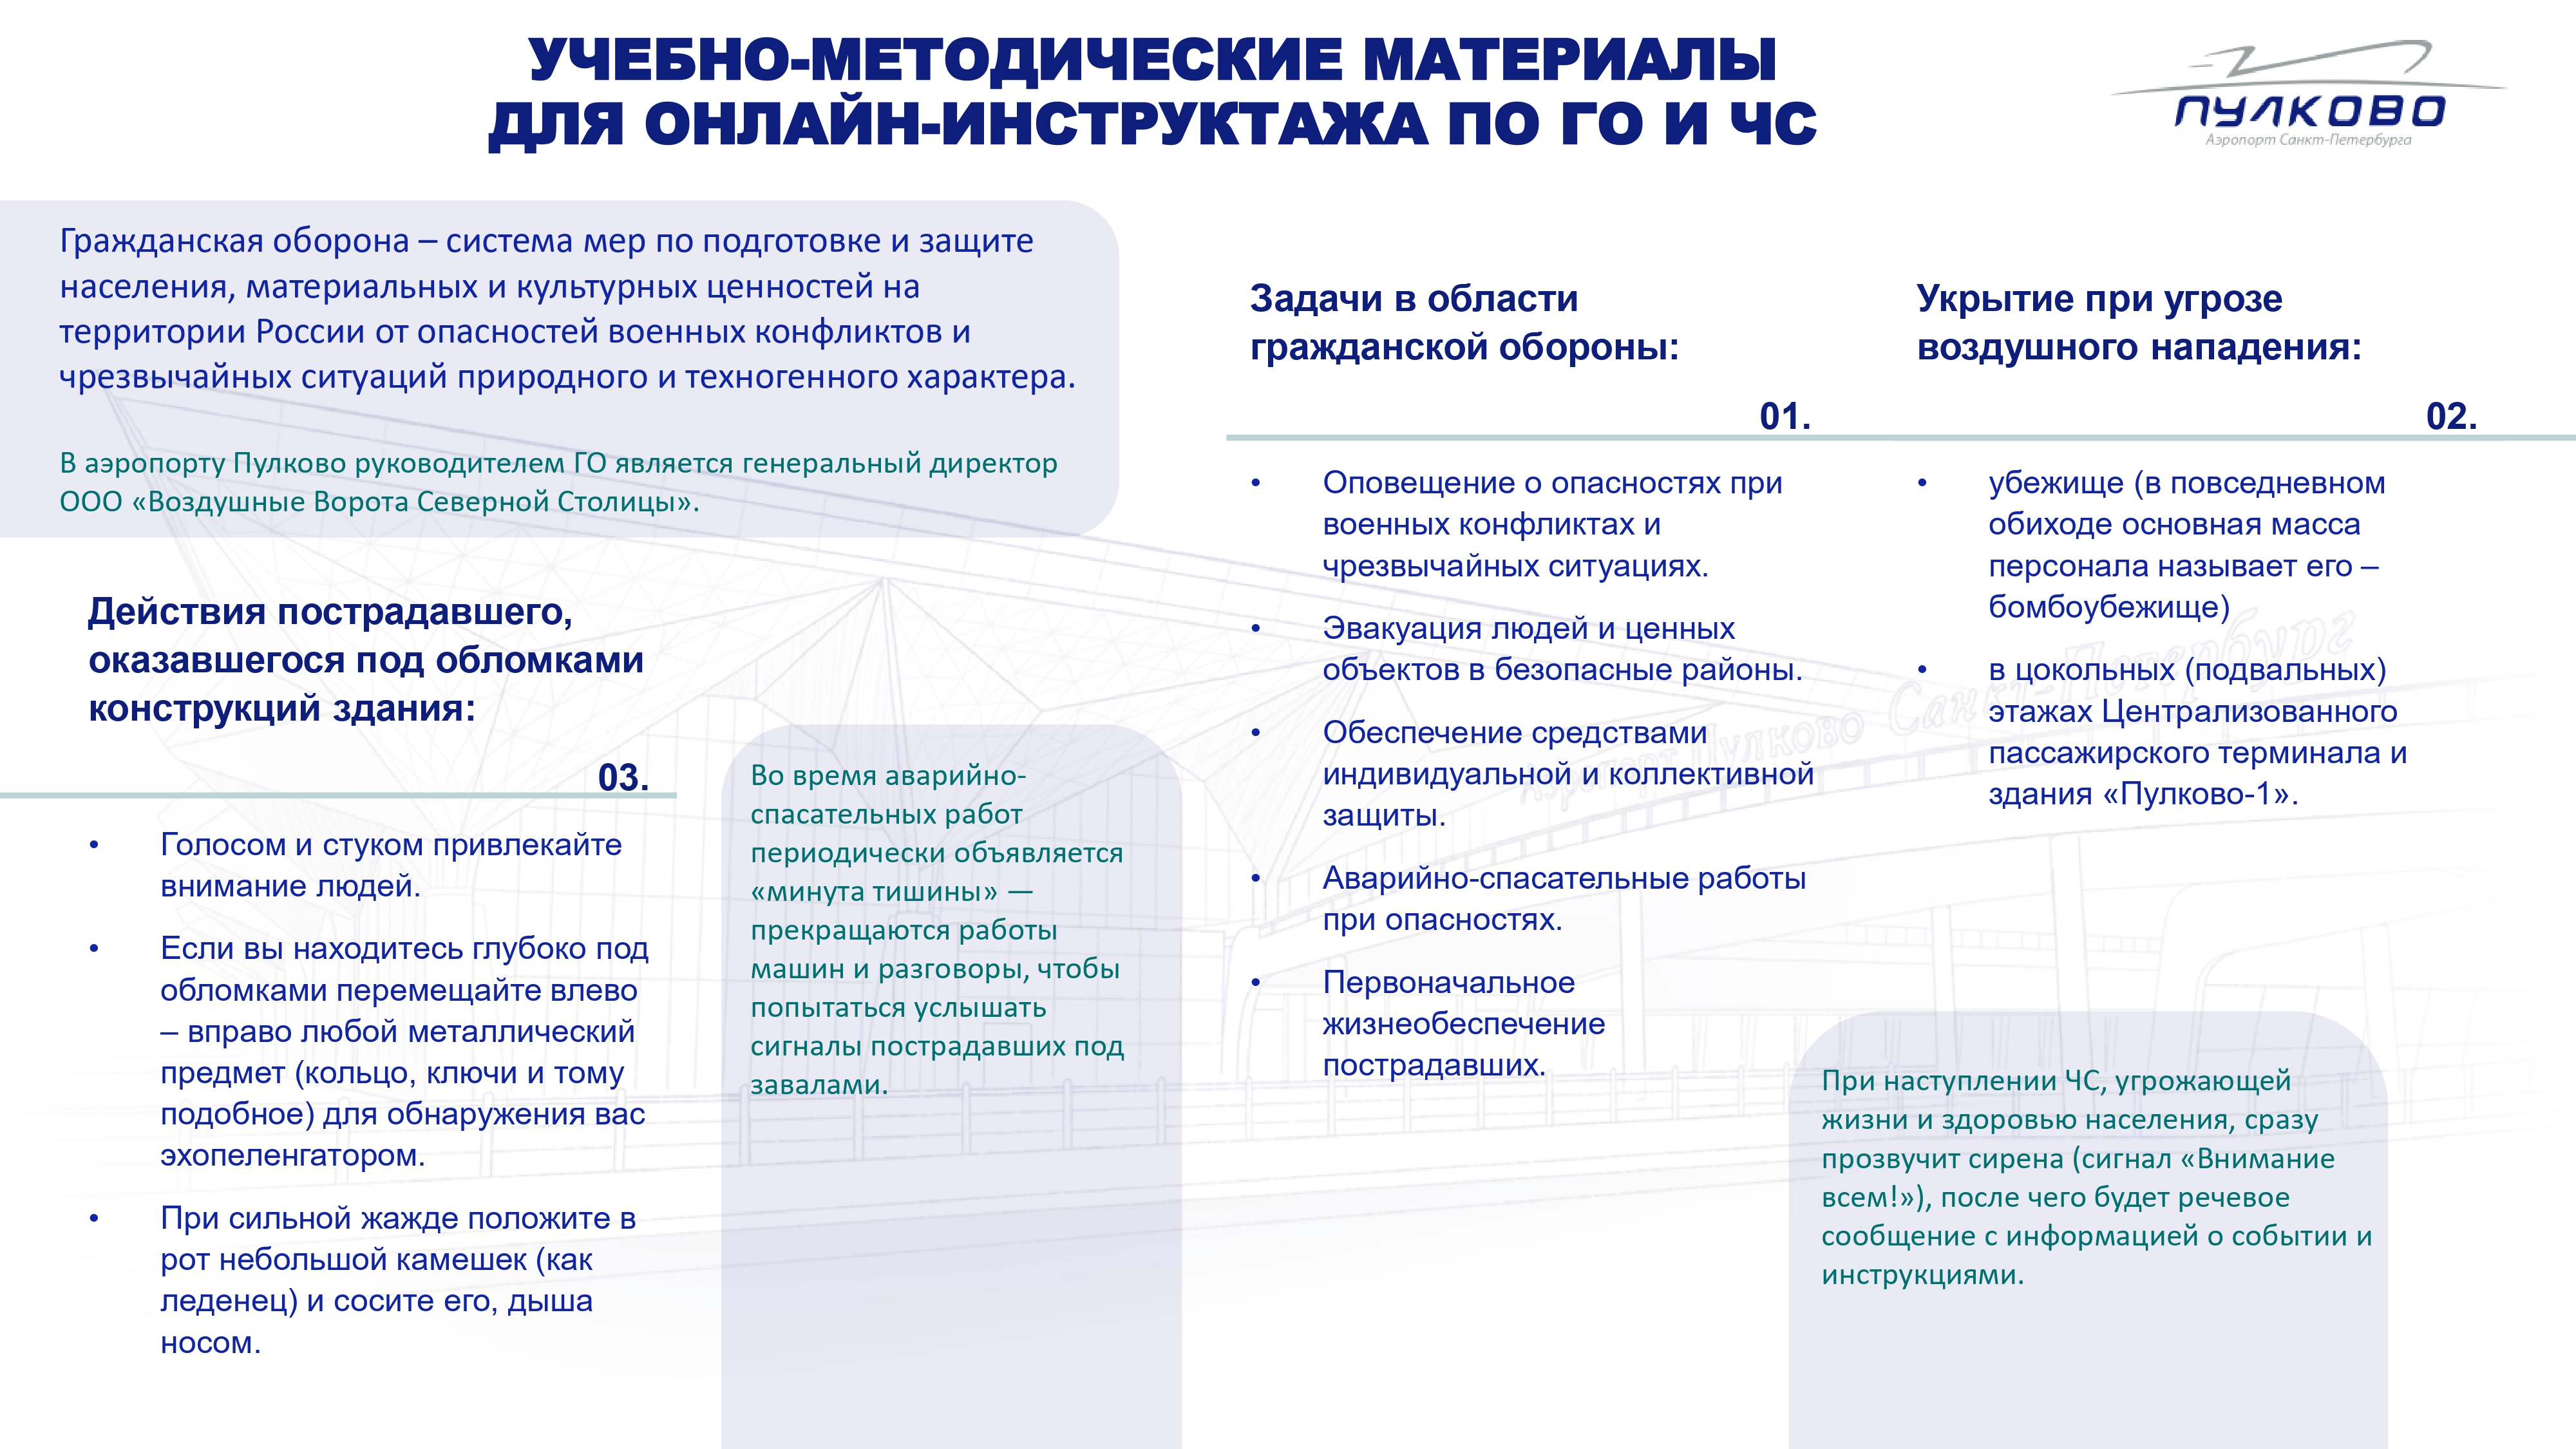 УЧЕБНО-МЕТОДИЧЕСКИЕ МАТЕРИАЛЫ
ДЛЯ ОНЛАЙН-ИНСТРУКТАЖА ПО ГО И ЧС
ПУЛКОВО
Аэропорт Санкт-Петербурга
Гражданская оборона – система мер по подготовке и защите
населения, материальных и культурных ценностей на
территории России от опасностей военных конфликтов и
чрезвычайных ситуаций природного и техногенного характера.
В аэропорту Пулково руководителем ГО является генеральный директор
ООО «Воздушные Ворота Северной Столицы».
Задачи в области
гражданской обороны:
01.
• Оповещение о опасностях при
военных конфликтах и
чрезвычайных ситуациях.
• Эвакуация людей и ценных
объектов в безопасные районы.
• Обеспечение средствами
индивидуальной и коллективной
защиты.
• Аварийно-спасательные работы
при опасностях.
• Первоначальное
жизнеобеспечение
пострадавших.
Укрытие при угрозе
воздушного нападения:
02.
• убежище (в повседневном
обиходе основная масса
персонала называет его –
бомбоубежище)
• в цокольных (подвальных)
этажах Централизованного
пассажирского терминала и
здания «Пулково-1».
Действия пострадавшего,
оказавшегося под обломками
конструкций здания:
03.
• Голосом и стуком привлекайте
внимание людей.
• Если вы находитесь глубоко под
обломками перемещайте влево
– вправо любой металлический
предмет (кольцо, ключи и тому
подобное) для обнаружения вас
эхопеленгатором.
• При сильной жажде положите в
рот небольшой камешек (как
леденец) и сосите его, дыша
носом.
Во время аварийно-
спасательных работ
периодически объявляется
«минута тишины» —
прекращаются работы
машин и разговоры, чтобы
попытаться услышать
сигналы пострадавших под
завалами.
При наступлении ЧС, угрожающей
жизни и здоровью населения, сразу
прозвучит сирена (сигнал «Внимание
всем!»), после чего будет речевое
сообщение с информацией о событии и
инструкциями.
Аэропорт Пулково Санкт-Петербург